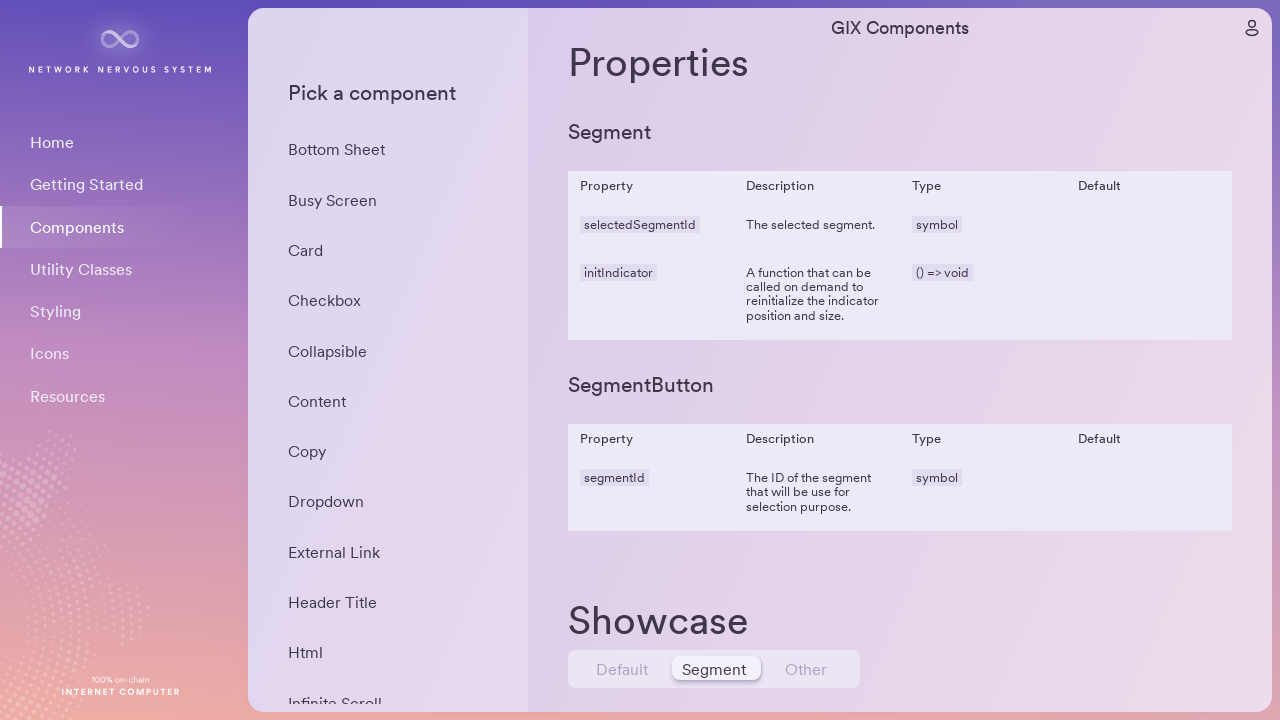 NETWORK NERVOUS SYSTEM
Home
Getting Started
Components
Utility Classes
Styling
Icons
Resources
100% on-chain
INTERNET COMPUTER
Pick a component
Bottom Sheet
Busy Screen
Card
Checkbox
Collapsible
Content
Copy
Dropdown
External Link
Header Title
Html
Infinite Scroll
GIX Components
Properties
Segment
Property Description Type Default
selectedSegmentId The selected segment. symbol
initIndicator A function that can be () => void
called on demand to
reinitialize the indicator
position and size.
SegmentButton
Property Description Type Default
segmentId The ID of the segment symbol
that will be use for
selection purpose.
Showcase
Default Segment Other